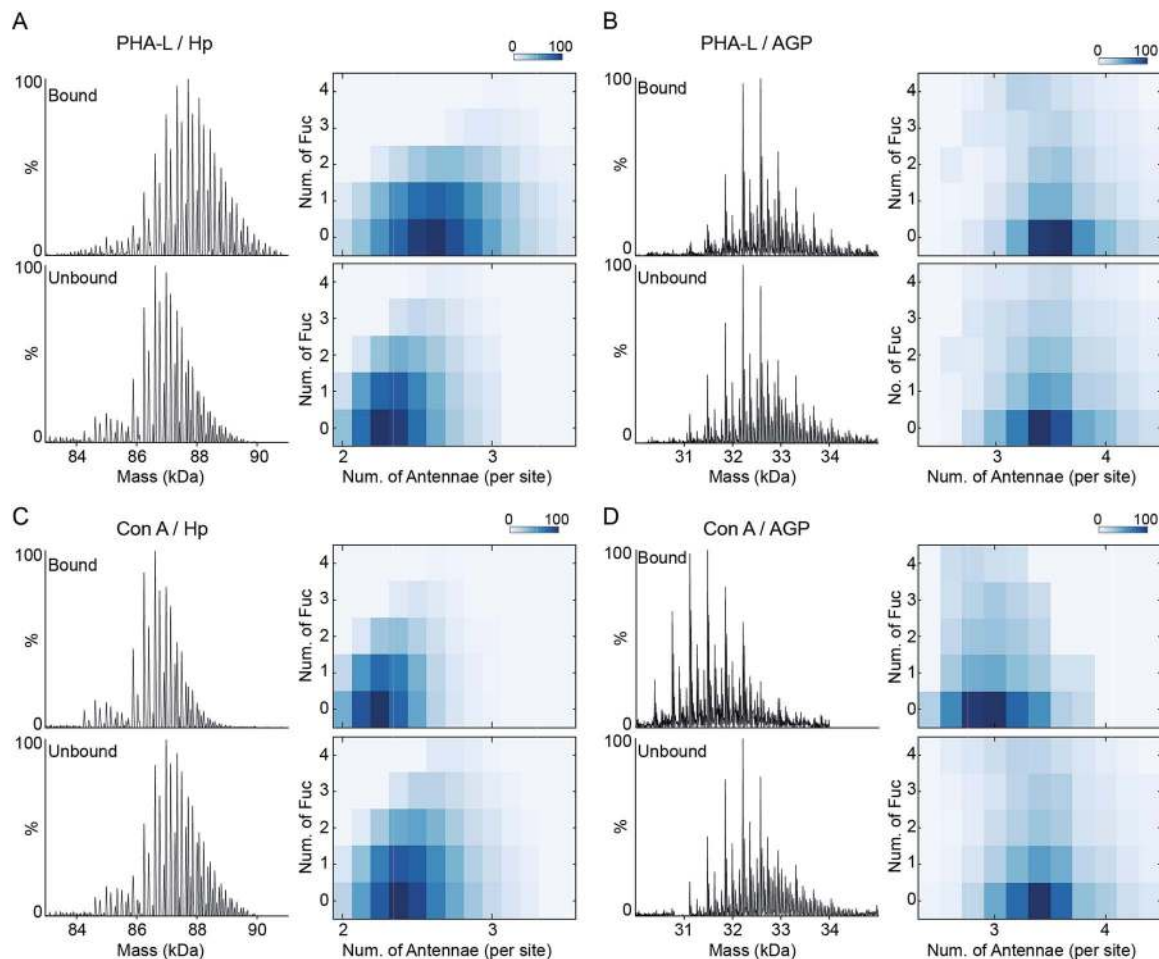 A
PHA-L / Hp
0 100
Bound
100
%
0
Num. of Fuc
4
3
2
1
0
Unbound
100
%
0
84 86 88 90
Mass (kDa)
Num. of Fuc
4
3
2
1
0
2 3
Num. of Antennae (per site)
B
PHA-L / AGP
0 100
Bound
100
%
0
Num. of Fuc
4
3
2
1
0
Unbound
100
%
0
31 32 33 34
Mass (kDa)
No. of Fuc
4
3
2
1
0
3 4
Num. of Antennae (per site)
C
Con A / Hp
0 100
Bound
100
%
0
Num. of Fuc
4
3
2
1
0
Unbound
100
%
0
84 86 88 90
Mass (kDa)
Num. of Fuc
4
3
2
1
0
2 3
Num. of Antennae (per site)
D
Con A / AGP
0 100
Bound
100
%
0
Num. of Fuc
4
3
2
1
0
Unbound
100
%
0
31 32 33 34
Mass (kDa)
Num. of Fuc
4
3
2
1
0
3 4
Num. of Antennae (per site)